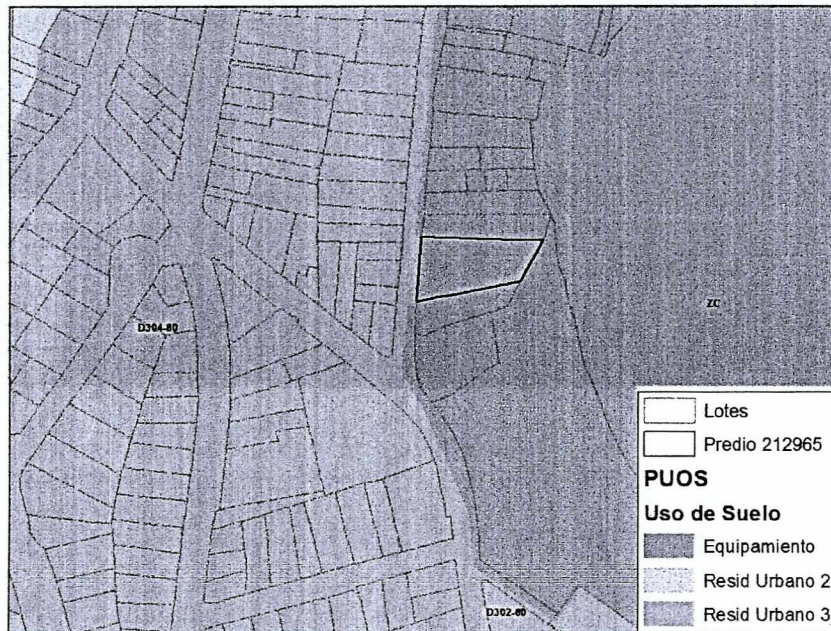 D304-80
ZC
D302-80
Lotes
Predio 212965
PUOS
Uso de Suelo
Equipamiento
Resid Urbano 2
Resid Urbano 3